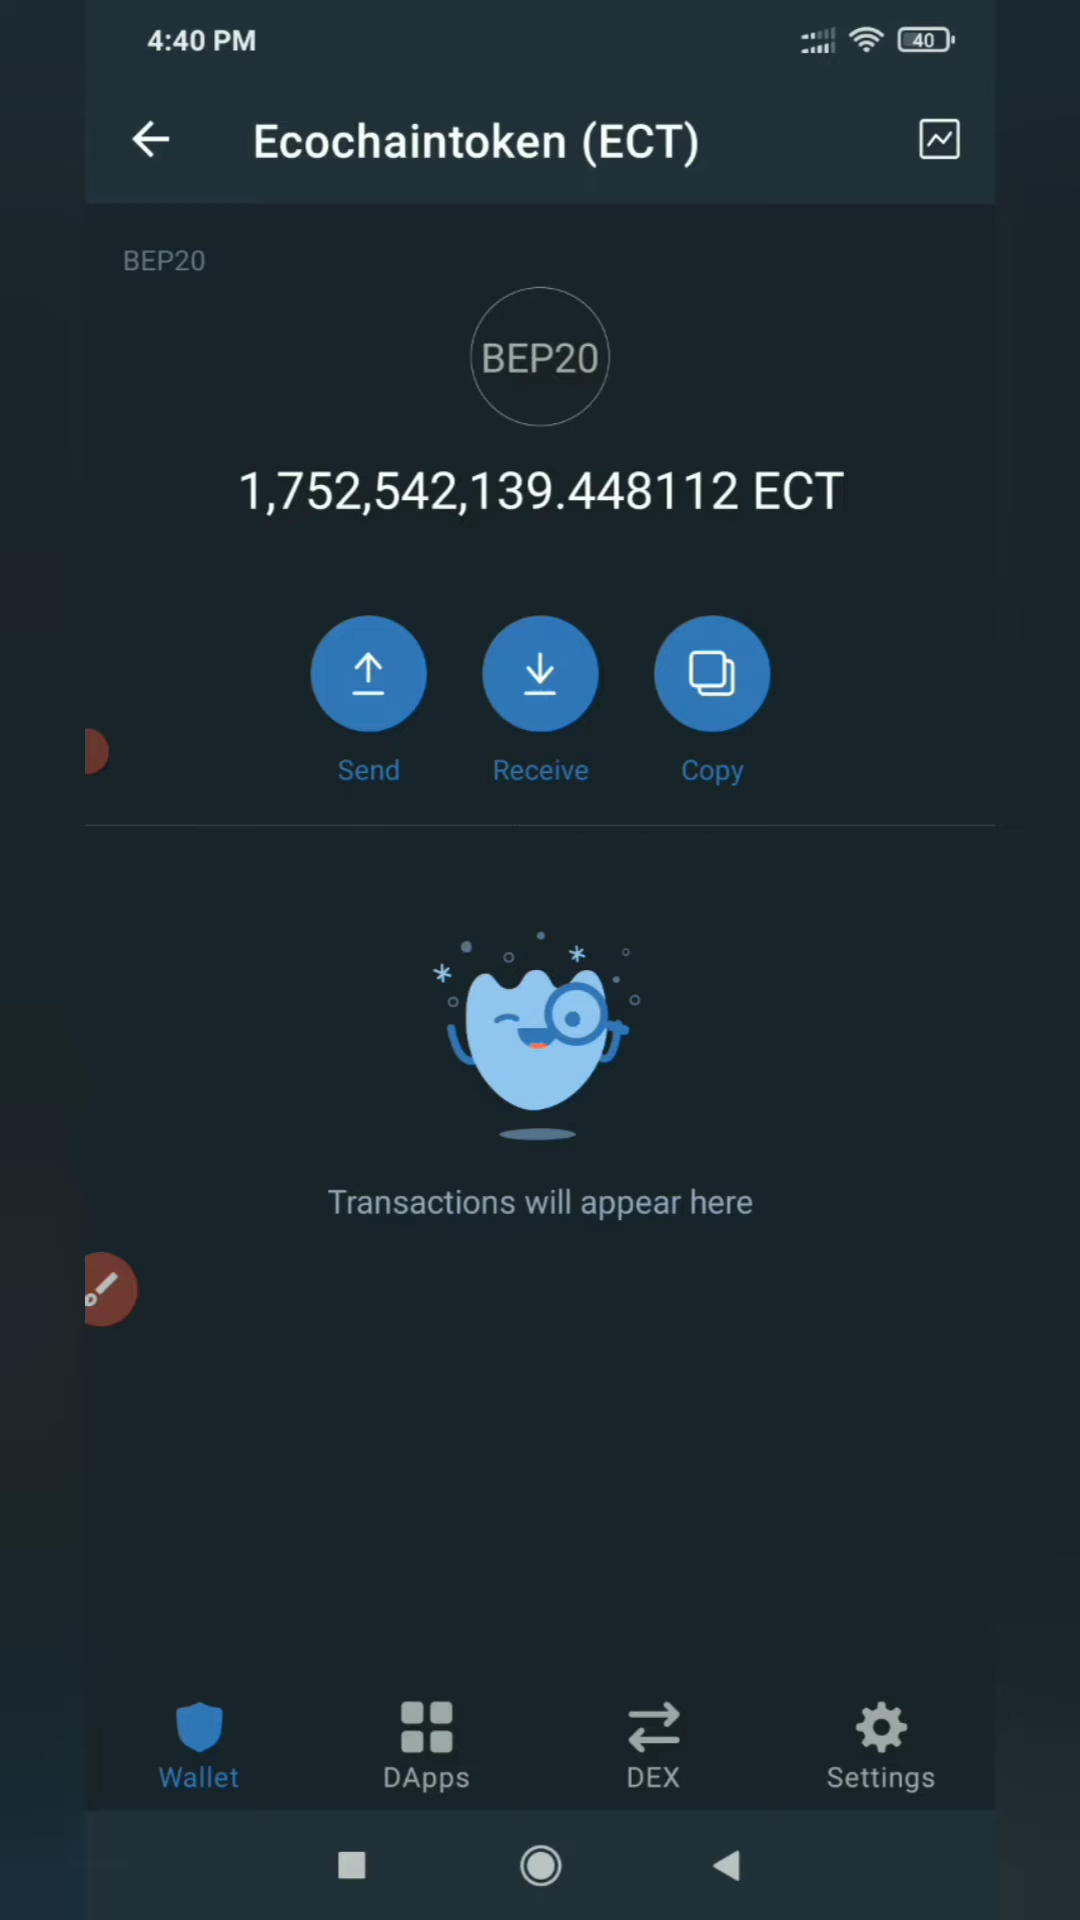 4:40 PM
40
Ecochaintoken (ECT)
BEP20
BEP20
1,752,542,139.448112 ECT
Send
Receive
Copy
Transactions will appear here
Wallet
DApps
DEX
Settings